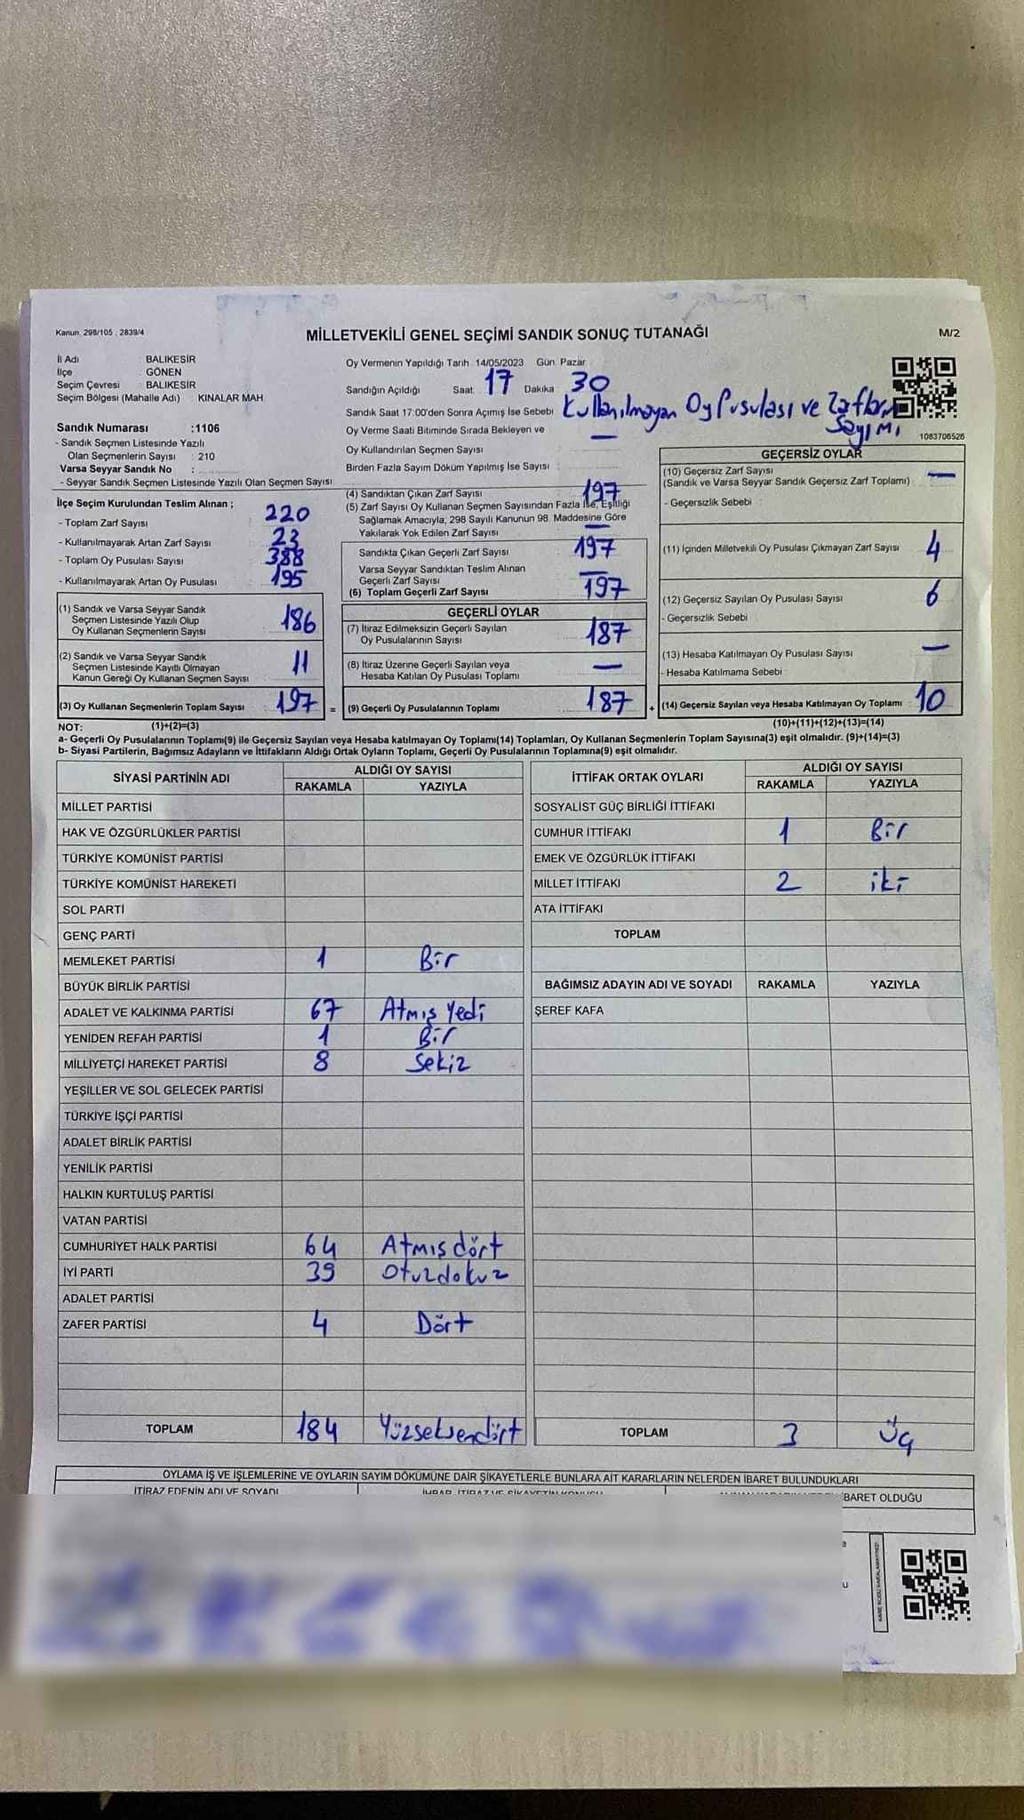 Kanun. 298/105 : 2839/4
MİLLETVEKİLİ GENEL SEÇİMİ SANDIK SONUÇ TUTANAĞI
M/2
İl Adı BALIKESİR
İlçe GÖNEN
Seçim Çevresi : BALIKESİR
Seçim Bölgesi (Mahalle Adı) : KINALAR MAH
Sandık Numarası :1106
- Sandık Seçmen Listesinde Yazılı
Olan Seçmenlerin Sayısı : 210
Varsa Seyyar Sandık No :
- Seyyar Sandık Seçmen Listesinde Yazılı Olan Seçmen Sayısı
Oy Vermenin Yapıldığı Tarih 14/05/2023 Gün Pazar
Sandığın Açıldığı Saat 17 Dakika 30
Sandık Saat 17:00'den Sonra Açımış İse Sebebi Kullanılmayan Oy Pusulası ve Zafların Sayımı
Oy Verme Saati Bitiminde Sırada Bekleyen ve —
Oy Kullandırılan Seçmen Sayısı
Birden Fazla Sayım Döküm Yapılmış İse Sayısı
1083706526
İlçe Seçim Kurulundan Teslim Alınan ;
- Toplam Zarf Sayısı 220
- Kullanılmayarak Artan Zarf Sayısı 23
- Toplam Oy Pusulası Sayısı 388
- Kullanılmayarak Artan Oy Pusulası 195
(1) Sandık ve Varsa Seyyar Sandık
Seçmen Listesinde Yazılı Olup
Oy Kullanan Seçmenlerin Sayısı 186
(2) Sandık ve Varsa Seyyar Sandık
Seçmen Listesinde Kayıtlı Olmayan
Kanun Gereği Oy Kullanan Seçmen Sayısı 11
(3) Oy Kullanan Seçmenlerin Toplam Sayısı 197 =
(4) Sandıktan Çıkan Zarf Sayısı 197
(5) Zarf Sayısı Oy Kullanan Seçmen Sayısından Fazla İse, Eşitliği
Sağlamak Amacıyla, 298 Sayılı Kanunun 98. Maddesine Göre
Yakılarak Yok Edilen Zarf Sayısı —
Sandıkta Çıkan Geçerli Zarf Sayısı 197
Varsa Seyyar Sandıktan Teslim Alınan
Geçerli Zarf Sayısı —
(6) Toplam Geçerli Zarf Sayısı 197
GEÇERLİ OYLAR
(7) İtiraz Edilmeksizin Geçerli Sayılan
Oy Pusulalarının Sayısı 187
(8) İtiraz Üzerine Geçerli Sayılan veya
Hesaba Katılan Oy Pusulası Toplamı —
(9) Geçerli Oy Pusulalarının Toplamı 187 +
GEÇERSİZ OYLAR
(10) Geçersiz Zarf Sayısı —
(Sandık ve Varsa Seyyar Sandık Geçersiz Zarf Toplamı)
- Geçersizlik Sebebi
(11) İçinden Milletvekili Oy Pusulası Çıkmayan Zarf Sayısı 4
(12) Geçersiz Sayılan Oy Pusulası Sayısı 6
- Geçersizlik Sebebi
(13) Hesaba Katılmayan Oy Pusulası Sayısı —
- Hesaba Katılmama Sebebi
(14) Geçersiz Sayılan veya Hesaba Katılmayan Oy Toplamı 10
NOT: (1)+(2)=(3) (10)+(11)+(12)+(13)=(14)
a- Geçerli Oy Pusulalarının Toplamı(9) ile Geçersiz Sayılan veya Hesaba katılmayan Oy Toplamı(14) Toplamları, Oy Kullanan Seçmenlerin Toplam Sayısına(3) eşit olmalıdır. (9)+(14)=(3)
b- Siyasi Partilerin, Bağımsız Adayların ve İttifakların Aldığı Ortak Oyların Toplamı, Geçerli Oy Pusulalarının Toplamına(9) eşit olmalıdır.
SİYASİ PARTİNİN ADI ALDIĞI OY SAYISI
RAKAMLA YAZIYLA
MİLLET PARTİSİ
HAK VE ÖZGÜRLÜKLER PARTİSİ
TÜRKİYE KOMÜNİST PARTİSİ
TÜRKİYE KOMÜNİST HAREKETİ
SOL PARTİ
GENÇ PARTİ
MEMLEKET PARTİSİ 1 Bir
BÜYÜK BİRLİK PARTİSİ
ADALET VE KALKINMA PARTİSİ 67 Atmış Yedi
YENİDEN REFAH PARTİSİ 1 Bir
MİLLİYETÇİ HAREKET PARTİSİ 8 Sekiz
YEŞİLLER VE SOL GELECEK PARTİSİ
TÜRKİYE İŞÇİ PARTİSİ
ADALET BİRLİK PARTİSİ
YENİLİK PARTİSİ
HALKIN KURTULUŞ PARTİSİ
VATAN PARTİSİ
CUMHURİYET HALK PARTİSİ 64 Atmış dört
İYİ PARTİ 39 Otuzdokuz
ADALET PARTİSİ
ZAFER PARTİSİ 4 Dört
TOPLAM 184 Yüzseksendört
İTTİFAK ORTAK OYLARI ALDIĞI OY SAYISI
RAKAMLA YAZIYLA
SOSYALİST GÜÇ BİRLİĞİ İTTİFAKI
CUMHUR İTTİFAKI 1 Bir
EMEK VE ÖZGÜRLÜK İTTİFAKI
MİLLET İTTİFAKI 2 iki
ATA İTTİFAKI
TOPLAM
BAĞIMSIZ ADAYIN ADI VE SOYADI RAKAMLA YAZIYLA
ŞEREF KAFA
TOPLAM 3 Üç
OYLAMA İŞ VE İŞLEMLERİNE VE OYLARIN SAYIM DÖKÜMÜNE DAİR ŞİKAYETLERLE BUNLARA AİT KARARLARIN NELERDEN İBARET BULUNDUKLARI
İTİRAZ EDENİN ADI VE SOYADI
İBARET OLDUĞU